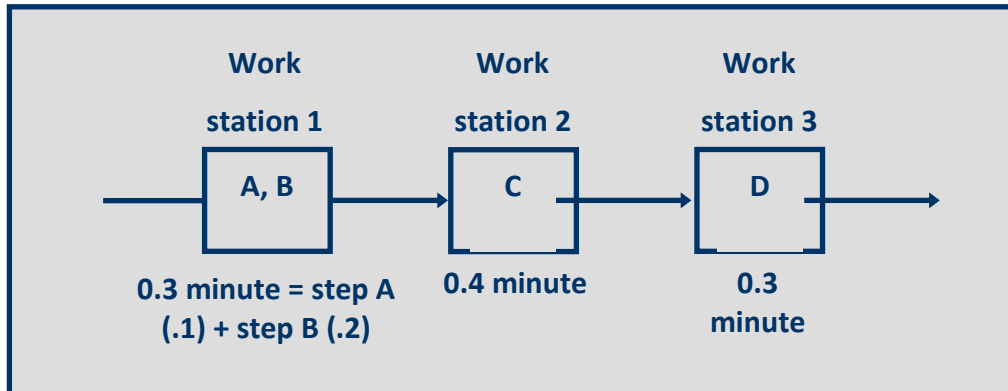 Work
station 1
Work
station 2
Work
station 3
A, B
C
D
0.3 minute = step A
(.1) + step B (.2)
0.4 minute
0.3
minute